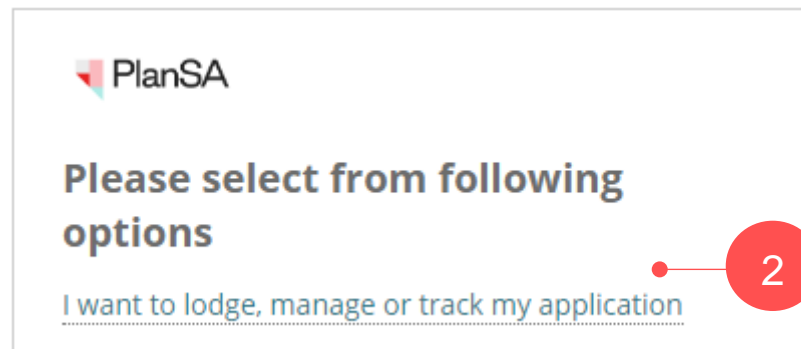 PlanSA
Please select from following
options
2
I want to lodge, manage or track my application